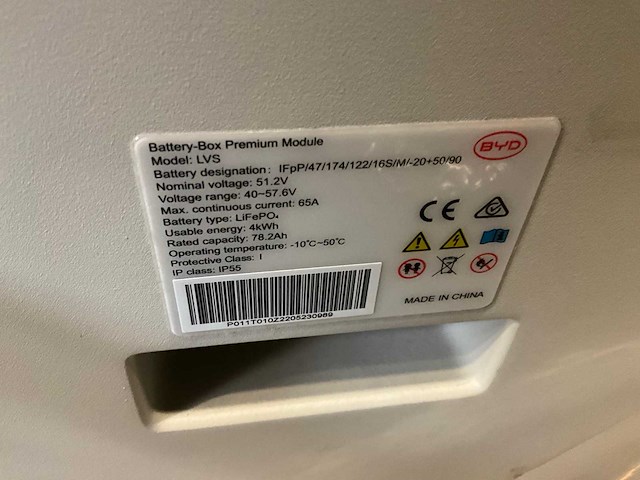 Battery-Box Premium Module
BYD
Model: LVS
Battery designation: IFpP/47/174/122/16S/M/-20+50/90
Nominal voltage: 51.2V
Voltage range: 40~57.6V
Max. continuous current: 65A
Battery type: LiFePO₄
Usable energy: 4kWh
Rated capacity: 78.2Ah
Operating temperature: -10℃~50℃
Protective Class: I
IP class: IP55
CE
MADE IN CHINA
P011T010Z2205230989